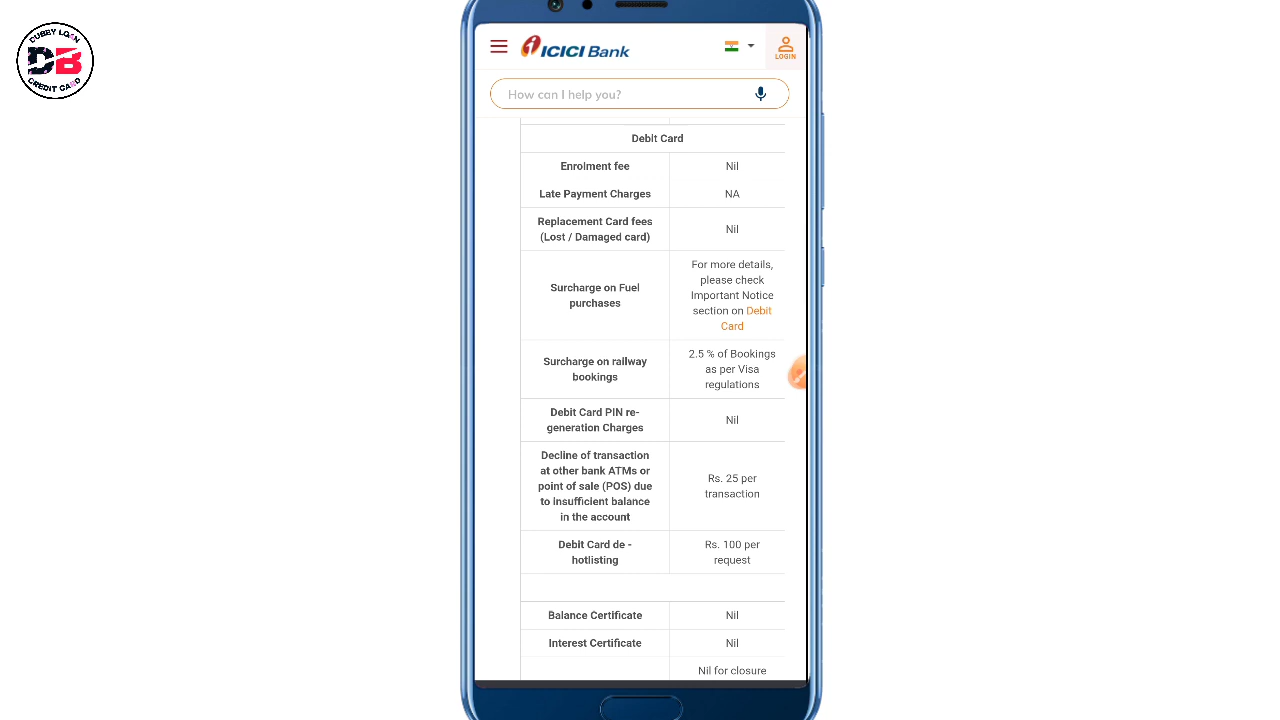 DUBBY LOAN
DB
CREDIT CARD
ICICI Bank
LOGIN
How can I help you?
Debit Card
Enrolment fee
Nil
Late Payment Charges
NA
Replacement Card fees
(Lost / Damaged card)
Nil
Surcharge on Fuel
purchases
For more details,
please check
Important Notice
section on Debit
Card
Surcharge on railway
bookings
2.5 % of Bookings
as per Visa
regulations
Debit Card PIN re-
generation Charges
Nil
Decline of transaction
at other bank ATMs or
point of sale (POS) due
to insufficient balance
in the account
Rs. 25 per
transaction
Debit Card de -
hotlisting
Rs. 100 per
request
Balance Certificate
Nil
Interest Certificate
Nil
Nil for closure